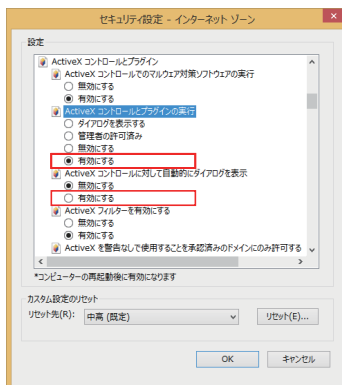 セキュリティ設定 - インターネット ゾーン
設定
ActiveX コントロールとプラグイン
ActiveX コントロールでのマルウェア対策ソフトウェアの実行
無効にする
有効にする
ActiveX コントロールとプラグインの実行
ダイアログを表示する
管理者の許可済み
無効にする
有効にする
ActiveX コントロールに対して自動的にダイアログを表示
無効にする
有効にする
ActiveX フィルターを有効にする
無効にする
有効にする
ActiveX を警告なしで使用することを承認済みのドメインにのみ許可する
*コンピューターの再起動後に有効になります
カスタム設定のリセット
リセット先(R): 中高 (既定) リセット(E)...
OK キャンセル